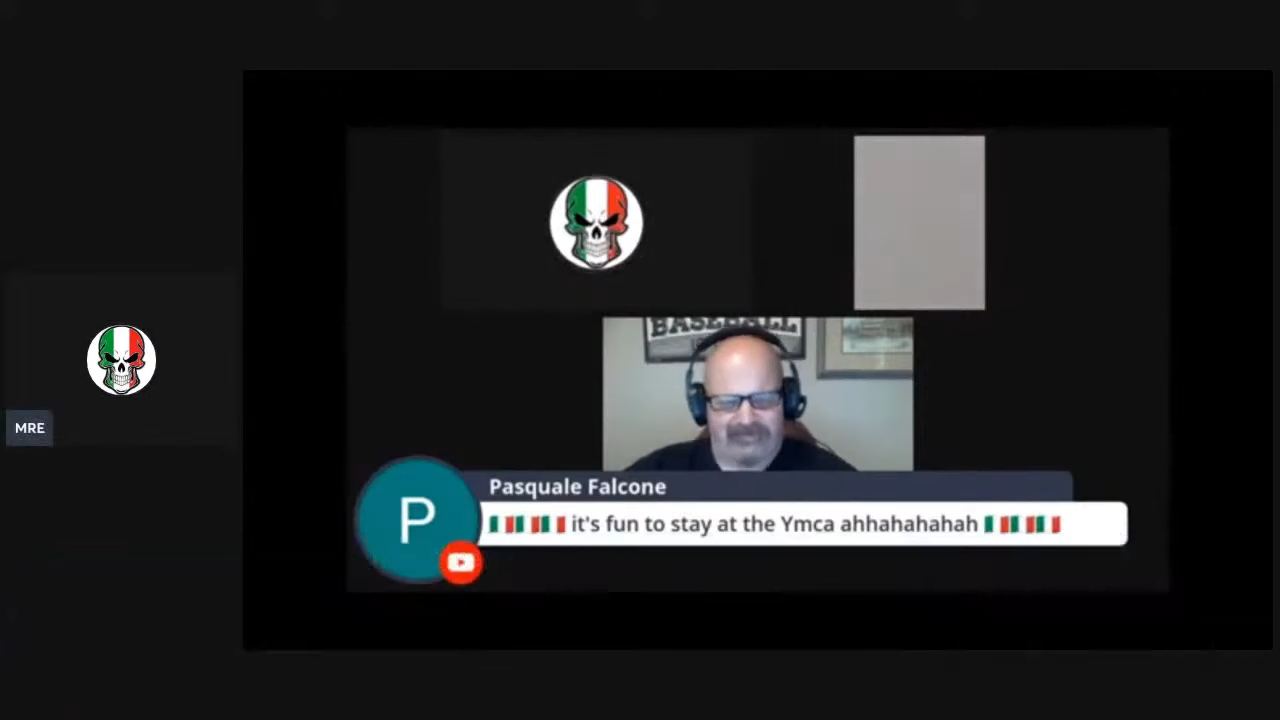 BASEBALL
MRE
P
Pasquale Falcone
🇮🇹🇮🇹 it's fun to stay at the Ymca ahhahahahah 🇮🇹🇮🇹